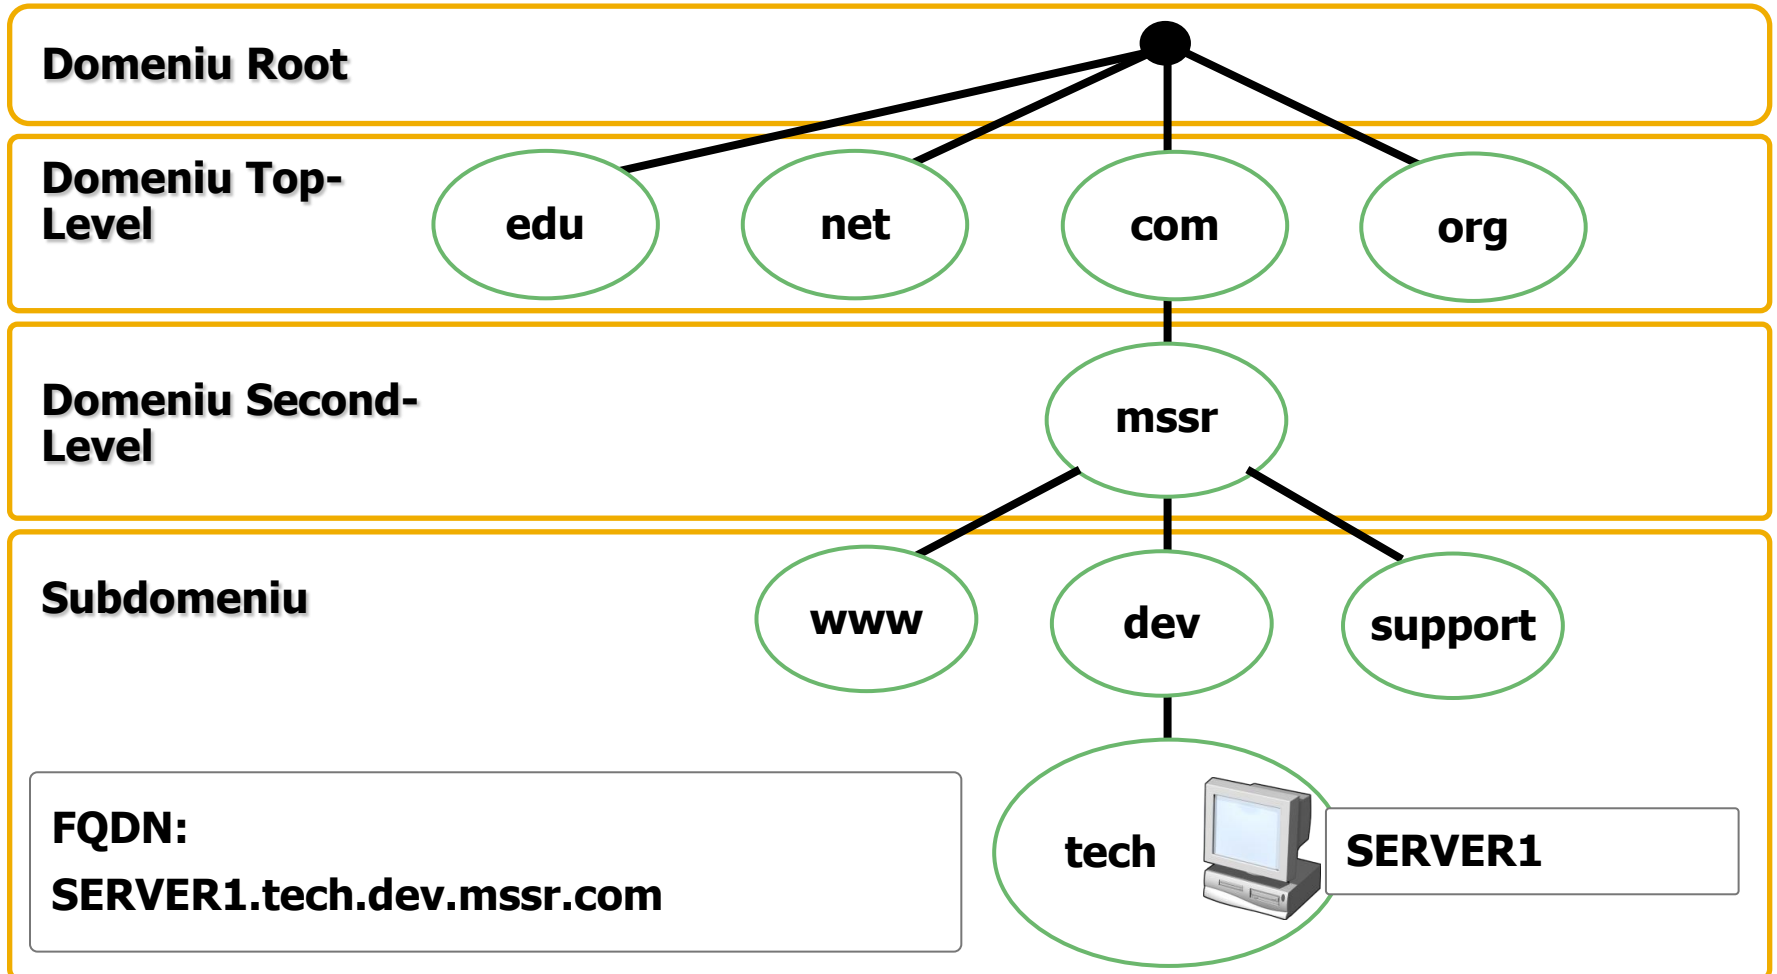 Domeniu Root
Domeniu Top-
Level
edu
net
com
org
Domeniu Second-
Level
mssr
Subdomeniu
www
dev
support
FQDN:
SERVER1.tech.dev.mssr.com
tech
SERVER1